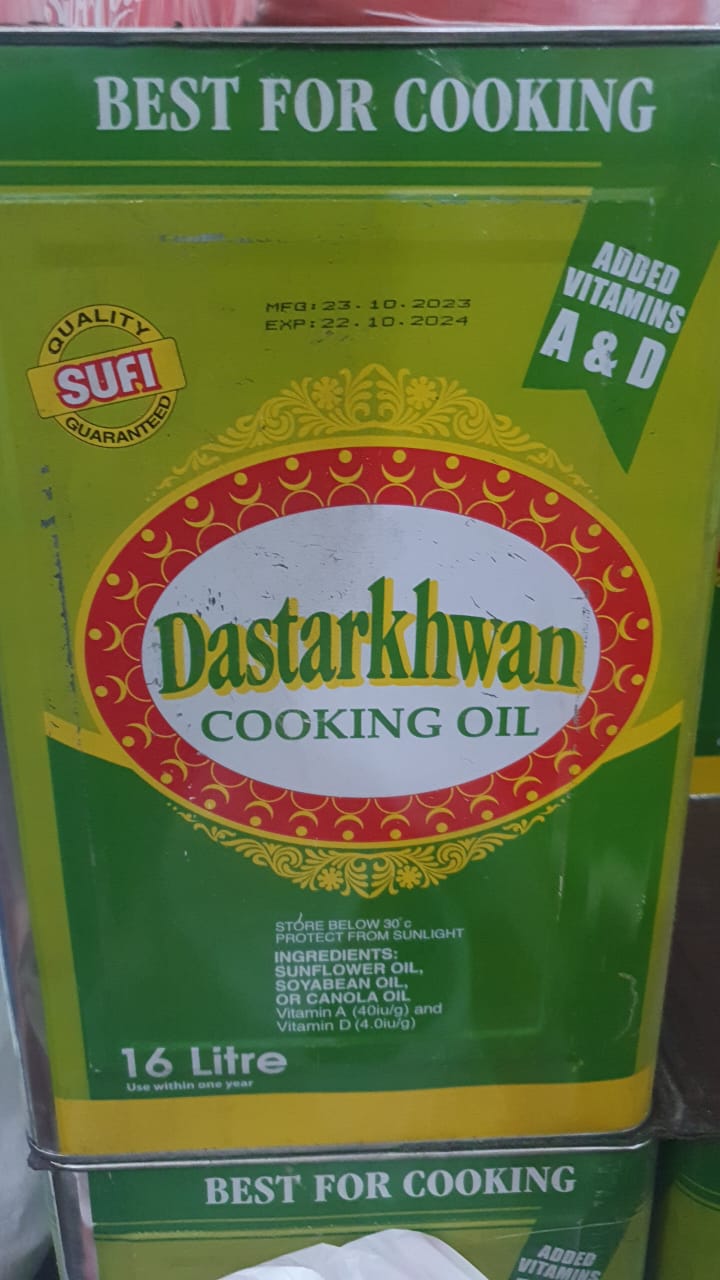 BEST FOR COOKING
ADDED
VITAMINS
A & D
MFG:23.10.2023
EXP:22.10.2024
QUALITY
SUFI
GUARANTEED
Dastarkhwan
COOKING OIL
STORE BELOW 30°c
PROTECT FROM SUNLIGHT
INGREDIENTS:
SUNFLOWER OIL,
SOYABEAN OIL,
OR CANOLA OIL
Vitamin A (40iu/g) and
Vitamin D (4.0iu/g)
16 Litre
Use within one year
BEST FOR COOKING
ADDED
VITAMINS